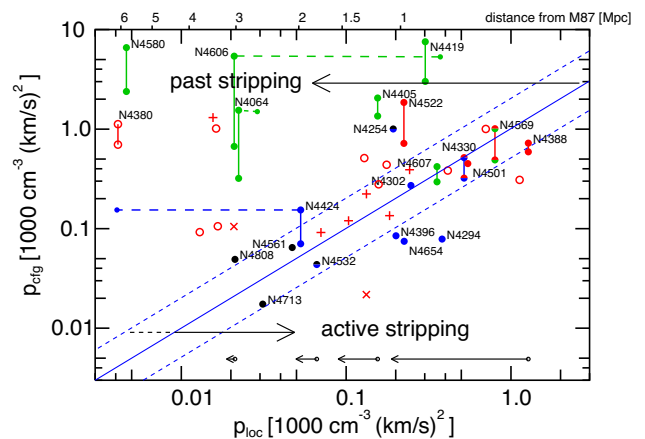 6 5 4 3 2 1.5 1 distance from M87 [Mpc]
10
N4580
N4606
N4419
past stripping
N4405
N4064
N4522
N4380
1.0
N4254
N4569
N4330
N4388
N4607
N4302
N4501
N4424
0.1
N4561
N4396
N4294
N4808
N4654
N4532
N4713
0.01
active stripping
0.01 0.1 1.0
p_loc [1000 cm⁻³ (km/s)²]
p_cfg [1000 cm⁻³ (km/s)²]